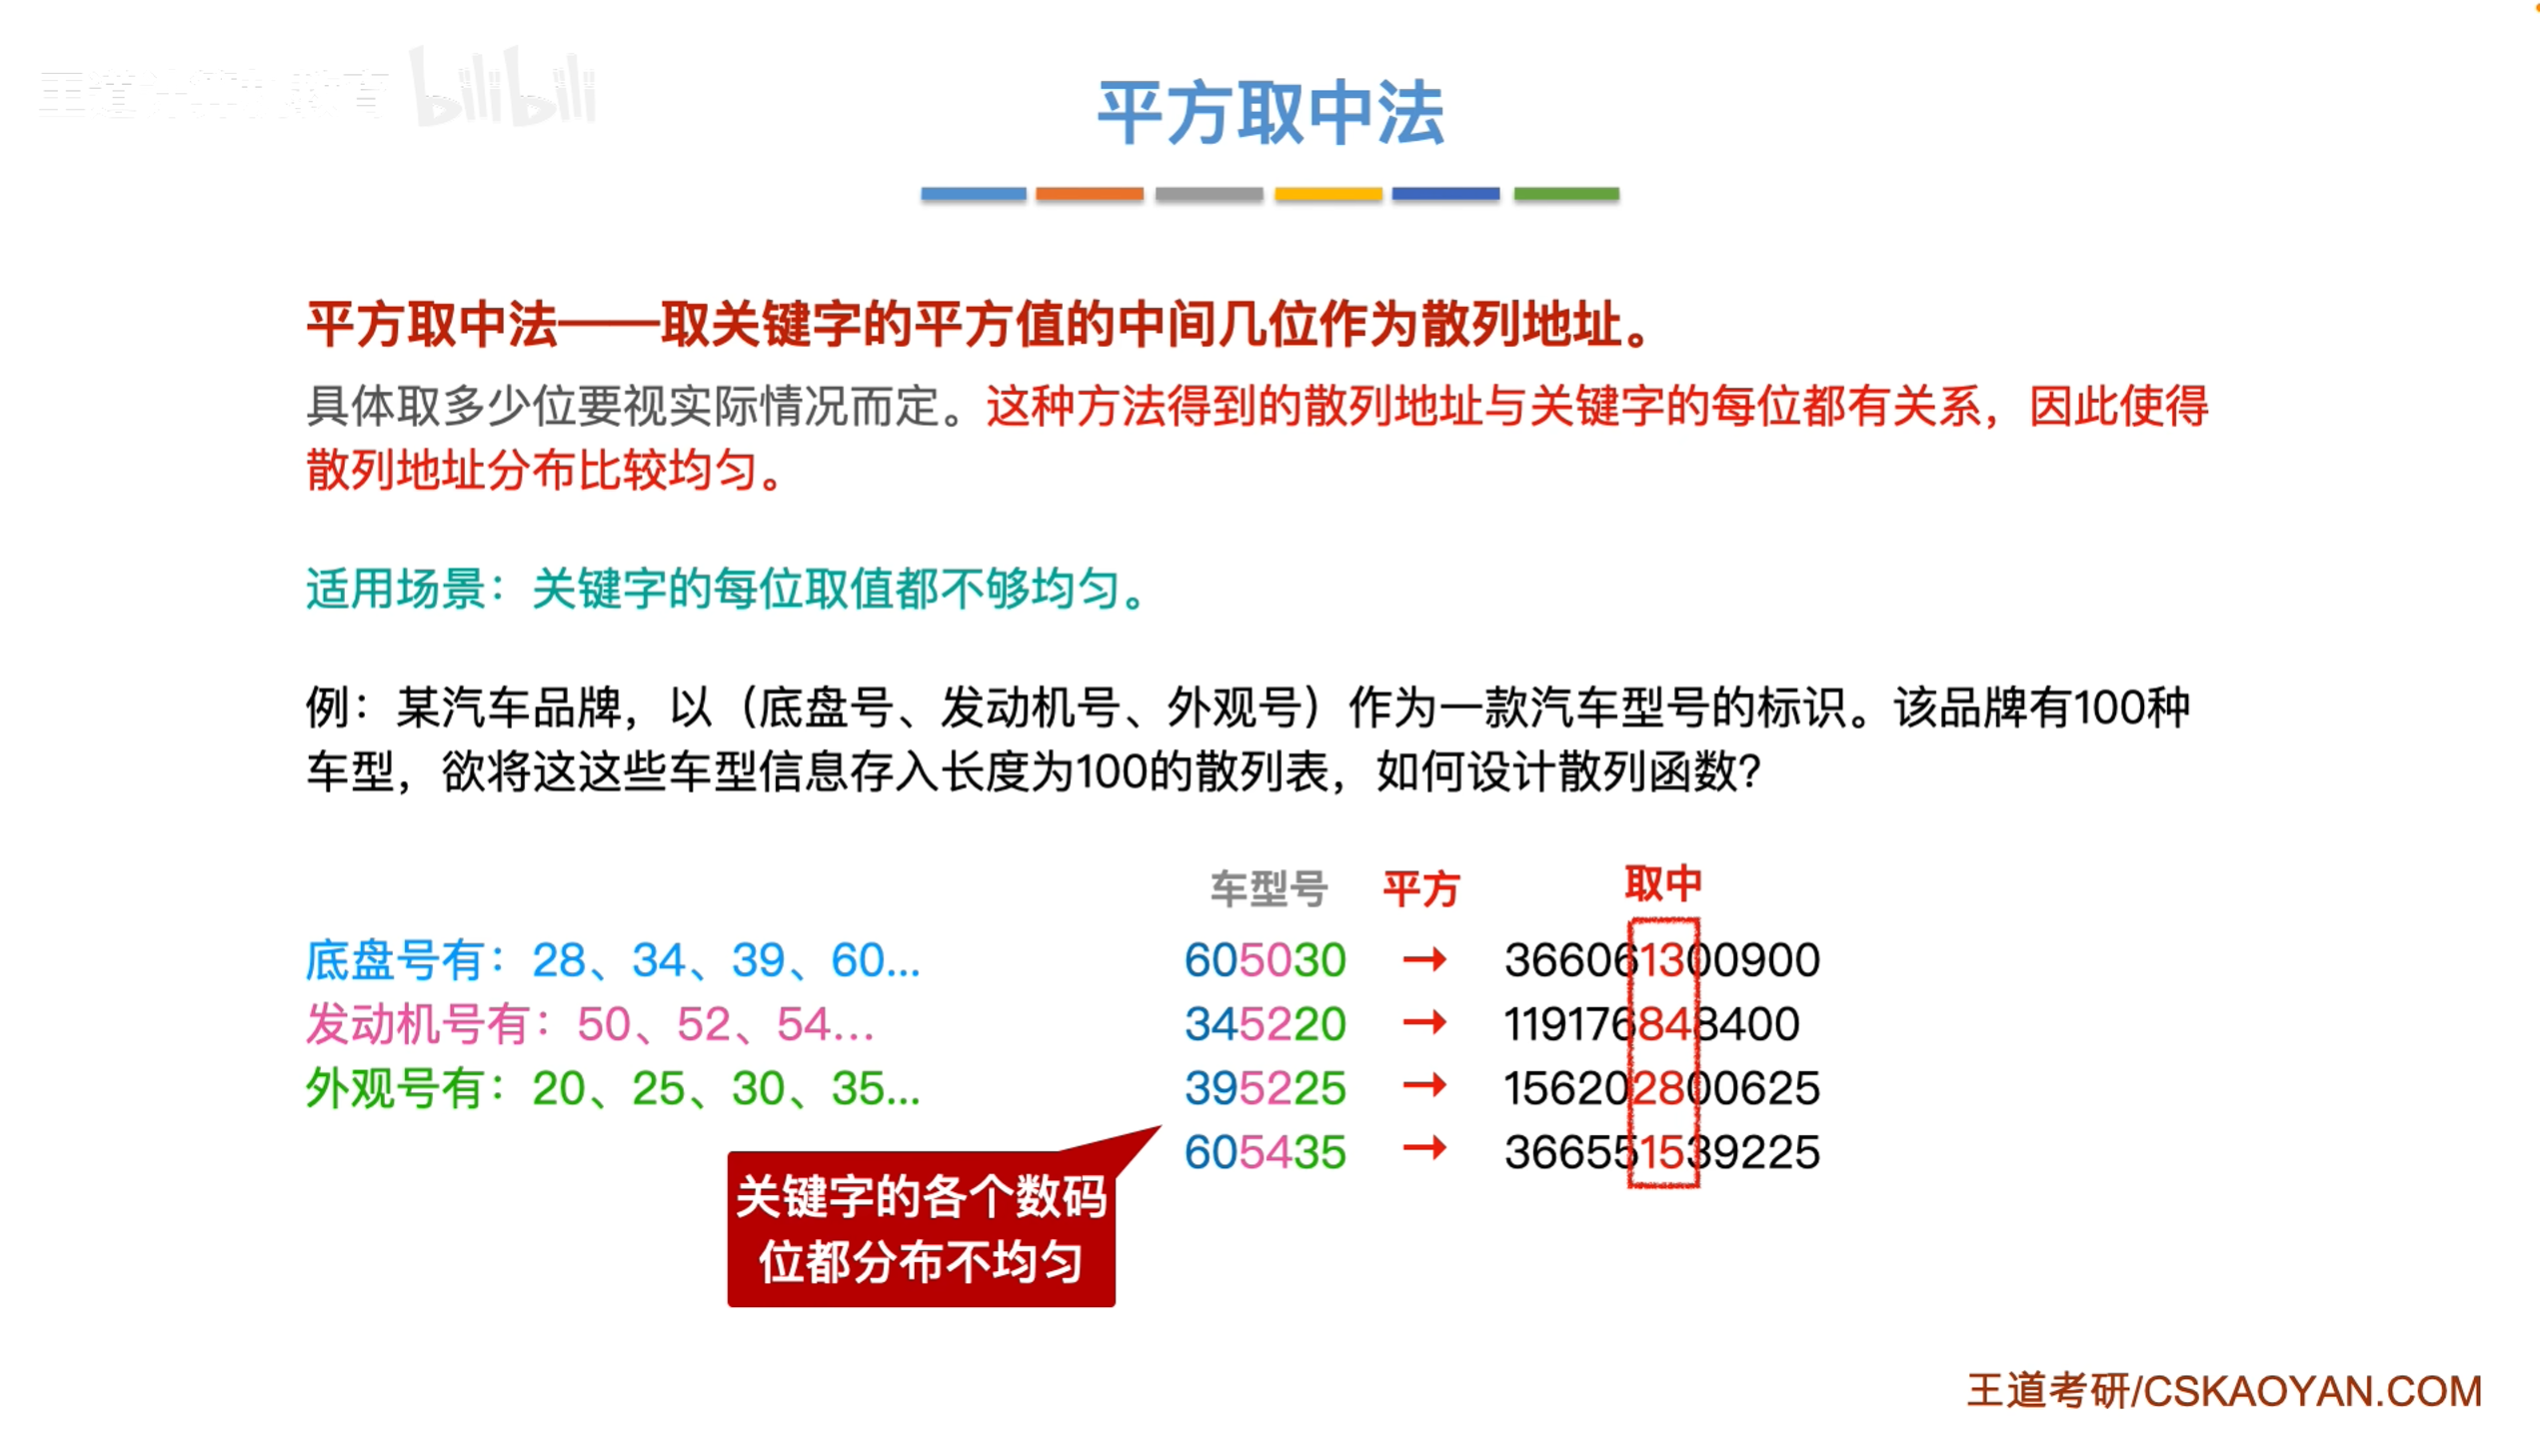 王道计算机教育 bilibili
平方取中法
平方取中法——取关键字的平方值的中间几位作为散列地址。
具体取多少位要视实际情况而定。这种方法得到的散列地址与关键字的每位都有关系，因此使得
散列地址分布比较均匀。
适用场景：关键字的每位取值都不够均匀。
例：某汽车品牌，以（底盘号、发动机号、外观号）作为一款汽车型号的标识。该品牌有100种
车型，欲将这这些车型信息存入长度为100的散列表，如何设计散列函数？
车型号 平方 取中
底盘号有：28、34、39、60... 605030 → 366061300900
发动机号有：50、52、54... 345220 → 119176848400
外观号有：20、25、30、35... 395225 → 156202800625
605435 → 366551539225
关键字的各个数码
位都分布不均匀
王道考研/CSKAOYAN.COM